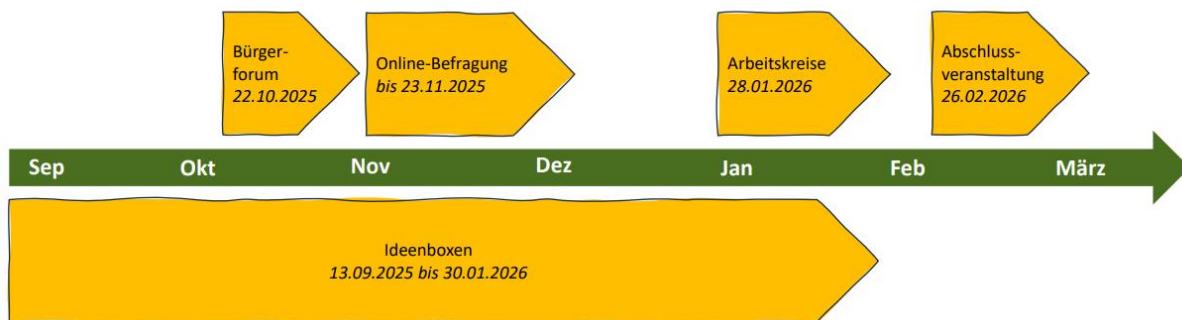 Bürger-
forum
22.10.2025
Online-Befragung
bis 23.11.2025
Arbeitskreise
28.01.2026
Abschluss-
veranstaltung
26.02.2026
Sep Okt Nov Dez Jan Feb März
Ideenboxen
13.09.2025 bis 30.01.2026